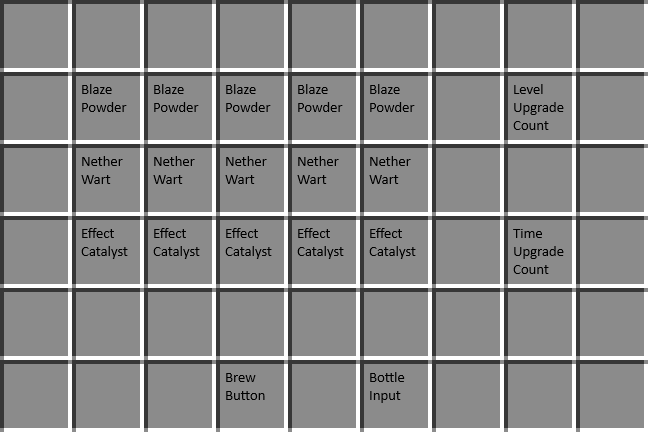 Blaze Powder Blaze Powder Blaze Powder Blaze Powder Blaze Powder Level Upgrade Count
Nether Wart Nether Wart Nether Wart Nether Wart Nether Wart
Effect Catalyst Effect Catalyst Effect Catalyst Effect Catalyst Effect Catalyst Time Upgrade Count
Brew Button Bottle Input